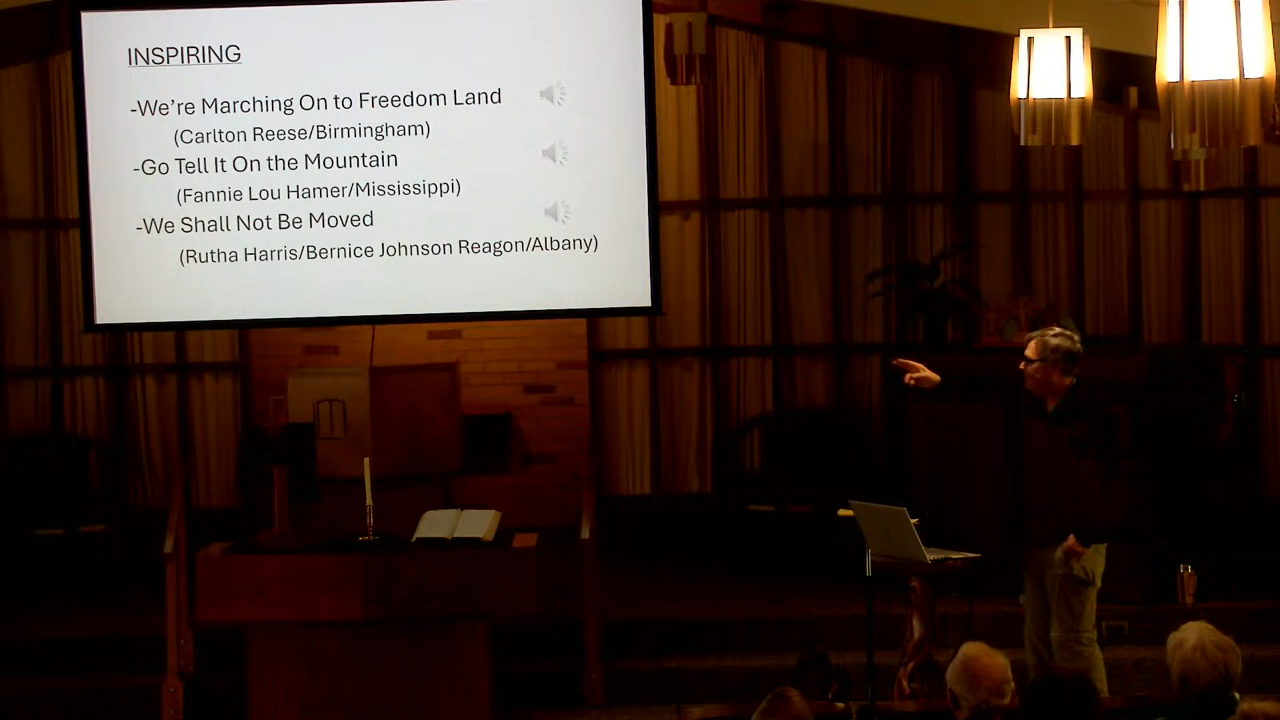 INSPIRING
-We're Marching On to Freedom Land
(Carlton Reese/Birmingham)
-Go Tell It On the Mountain
(Fannie Lou Hamer/Mississippi)
-We Shall Not Be Moved
(Rutha Harris/Bernice Johnson Reagon/Albany)